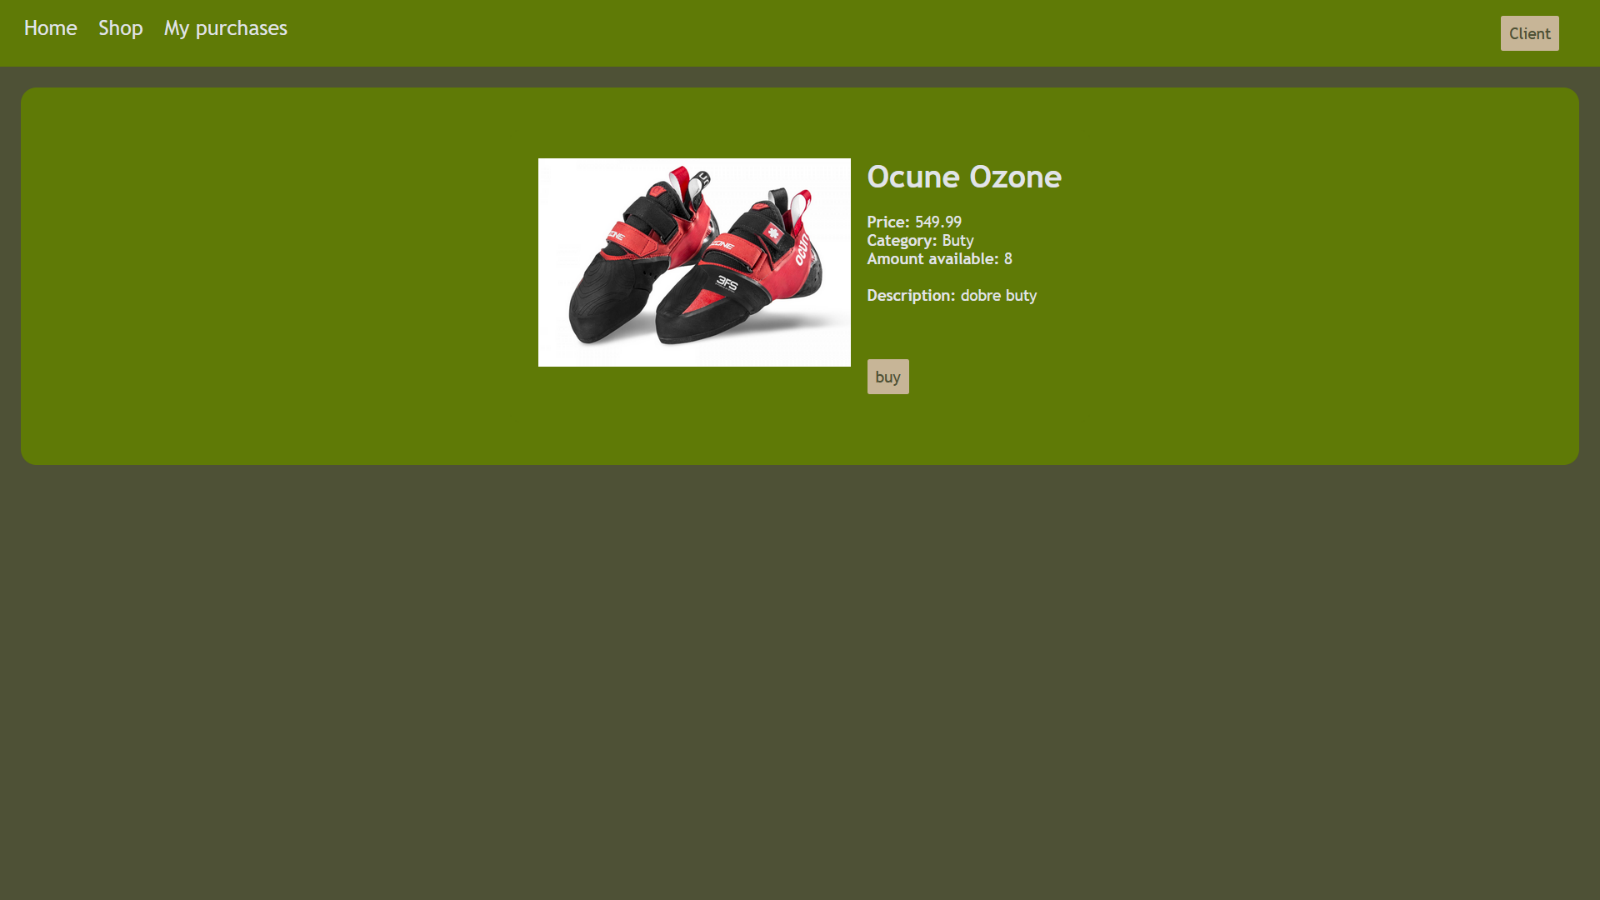 Home Shop My purchases
Client
Ocune Ozone
Price: 549.99
Category: Buty
Amount available: 8
Description: dobre buty
buy
3FS